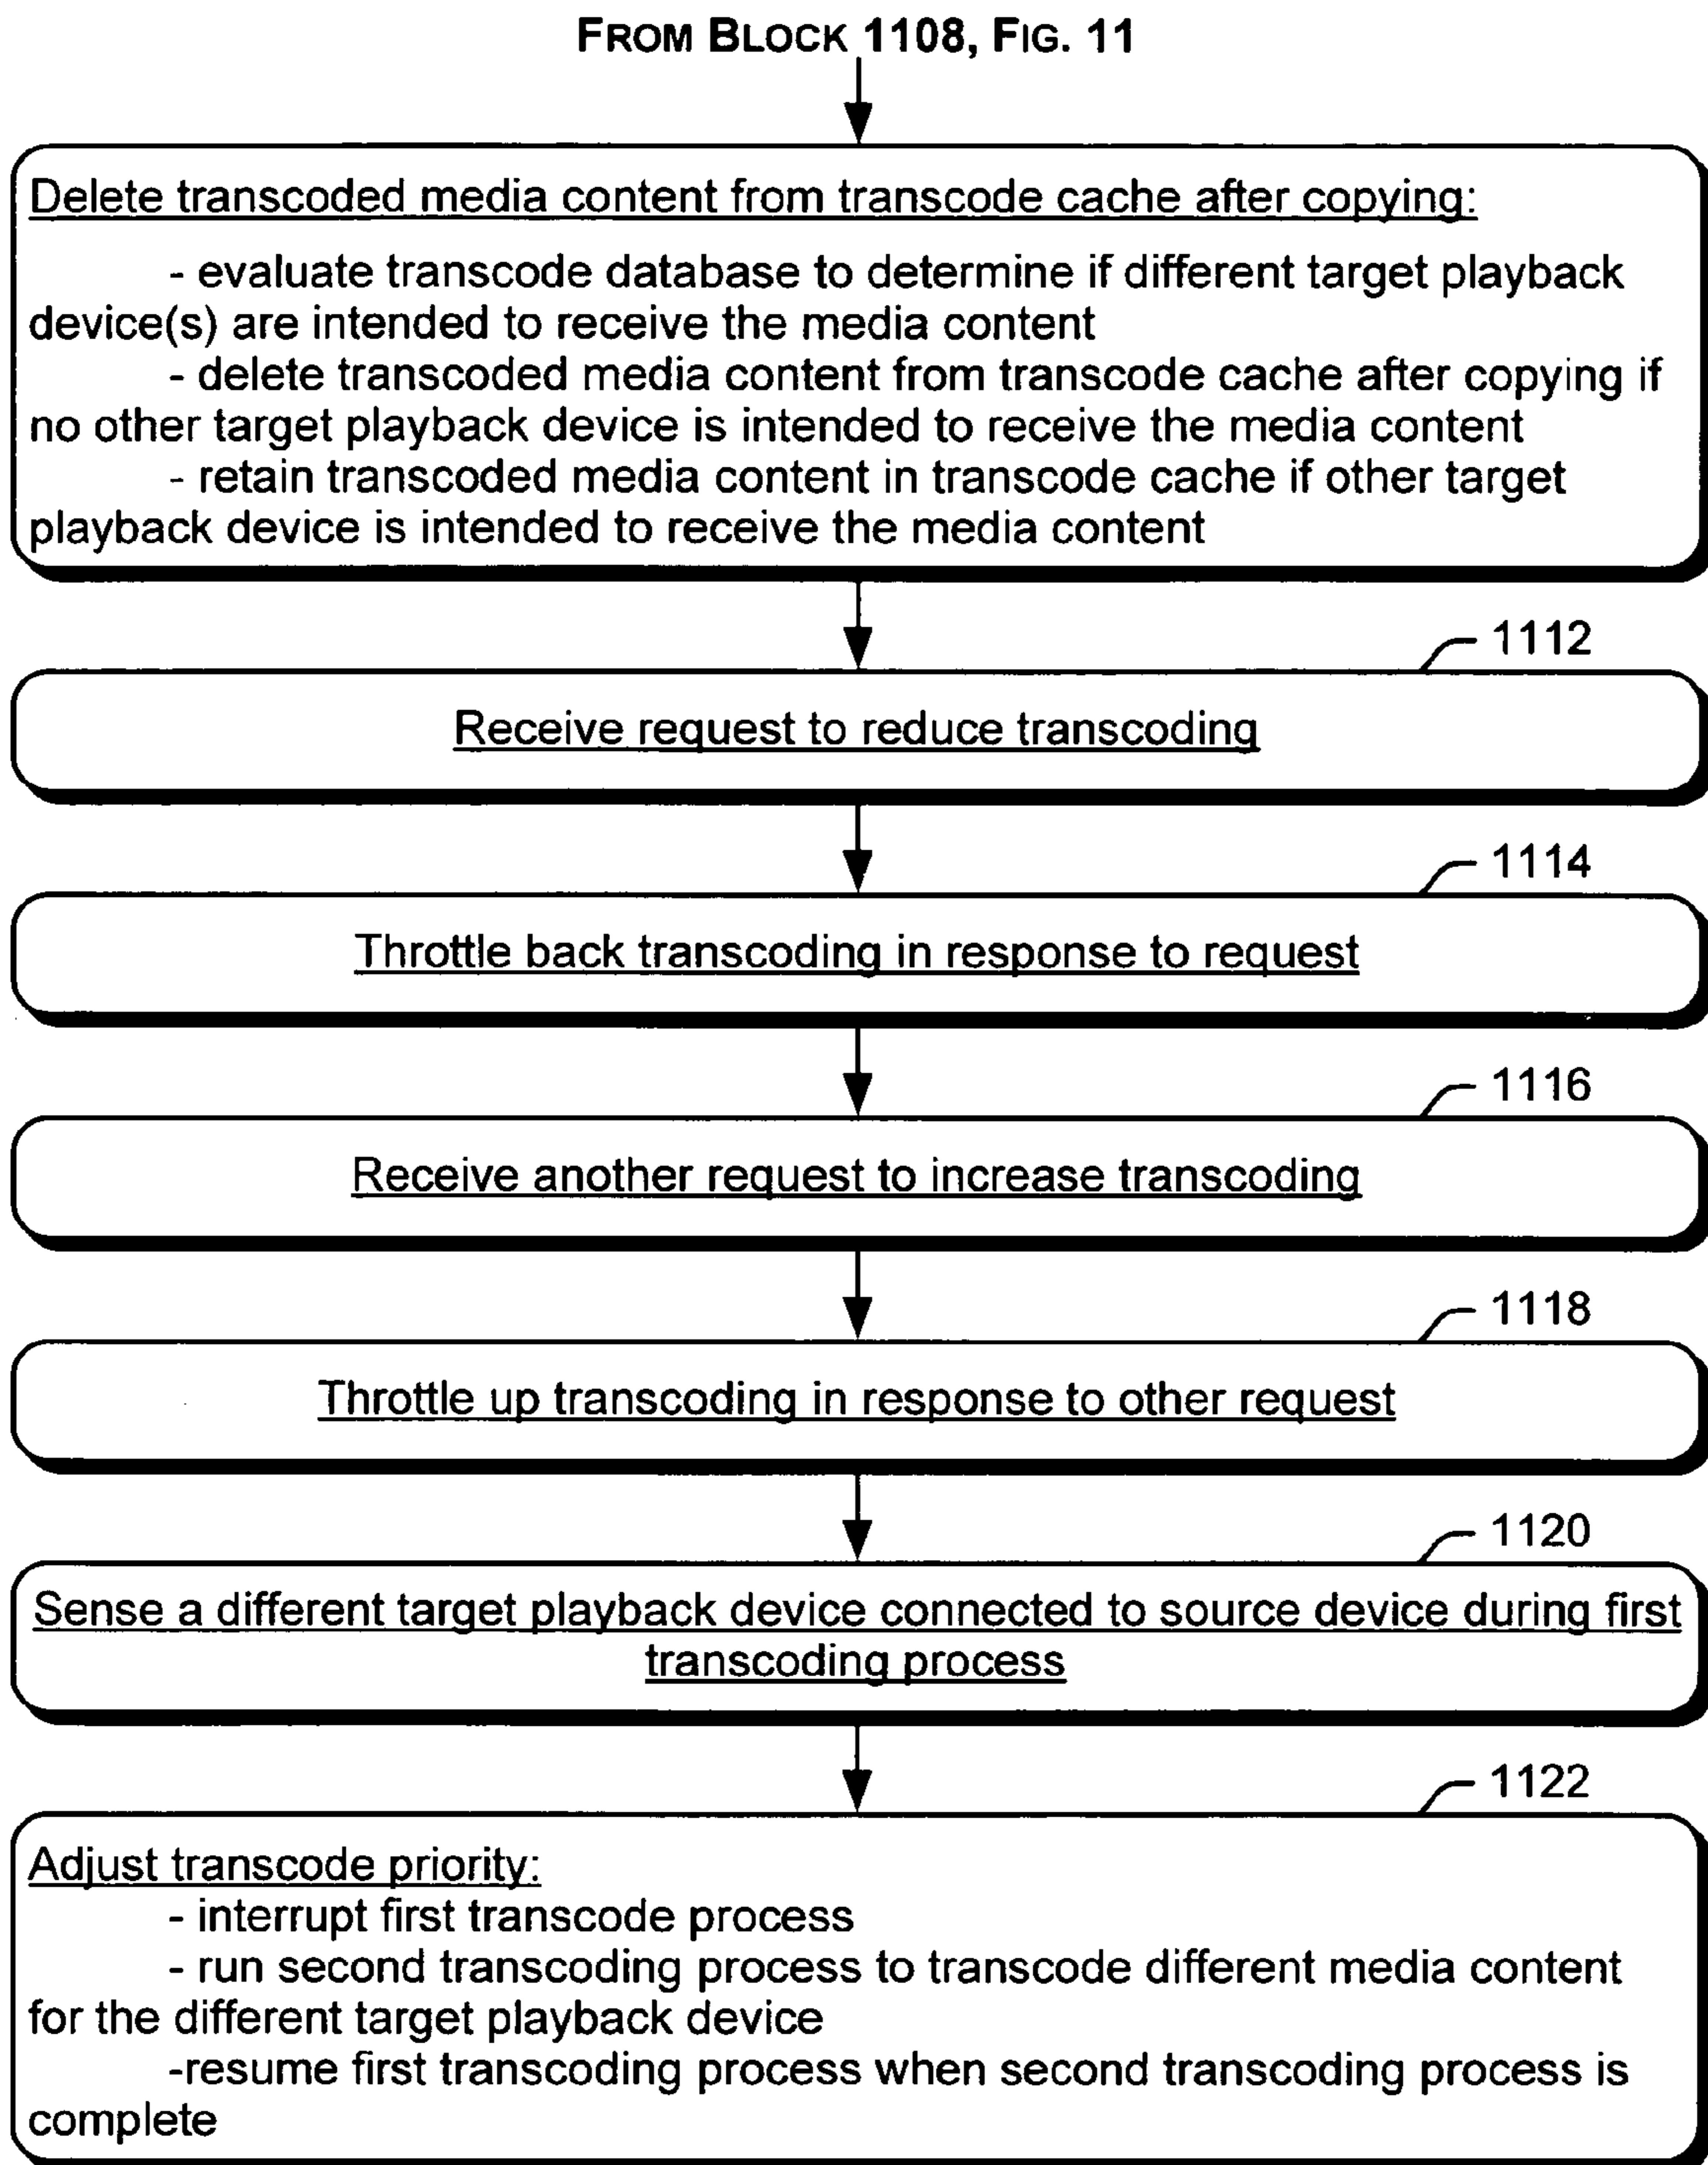 FROM BLOCK 1108, FIG. 11
Delete transcoded media content from transcode cache after copying:
- evaluate transcode database to determine if different target playback
device(s) are intended to receive the media content
- delete transcoded media content from transcode cache after copying if
no other target playback device is intended to receive the media content
- retain transcoded media content in transcode cache if other target
playback device is intended to receive the media content
1112
Receive request to reduce transcoding
1114
Throttle back transcoding in response to request
1116
Receive another request to increase transcoding
1118
Throttle up transcoding in response to other request
1120
Sense a different target playback device connected to source device during first
transcoding process
1122
Adjust transcode priority:
- interrupt first transcode process
- run second transcoding process to transcode different media content
for the different target playback device
-resume first transcoding process when second transcoding process is
complete